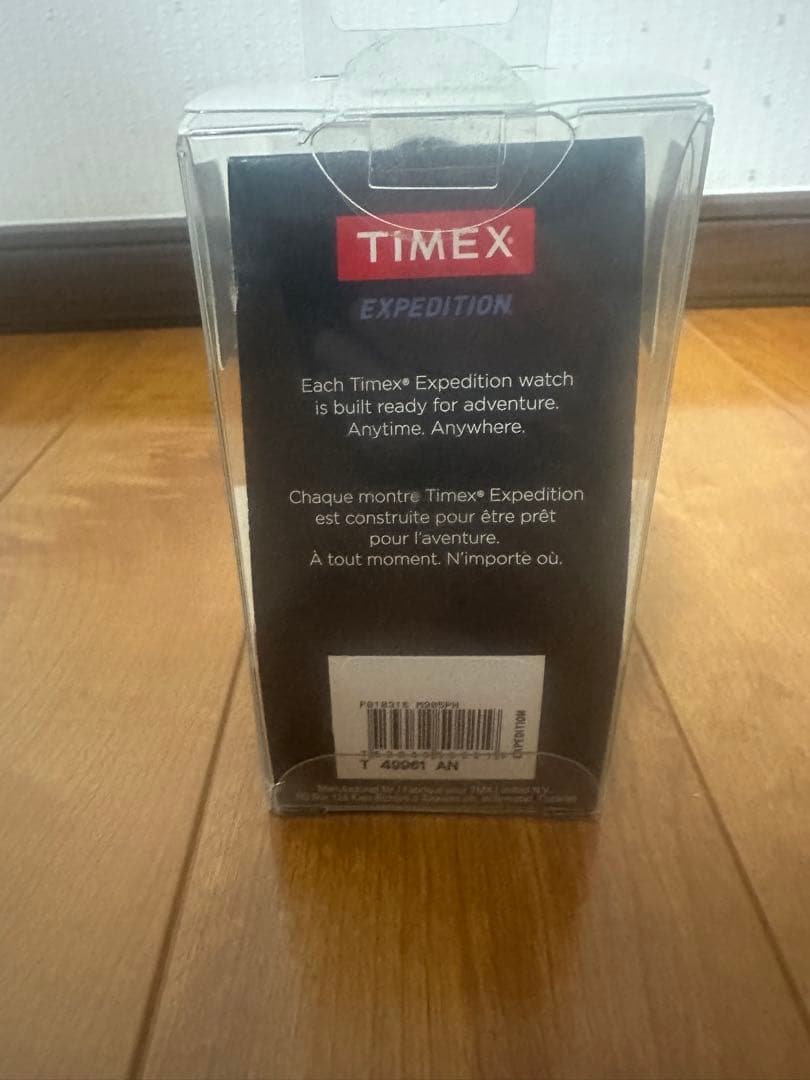 TIMEX
EXPEDITION
Each Timex® Expedition watch
is built ready for adventure.
Anytime. Anywhere.
Chaque montre Timex® Expedition
est construite pour être prêt
pour l'aventure.
À tout moment. N'importe où.
EXPEDITION
T 49961 AN